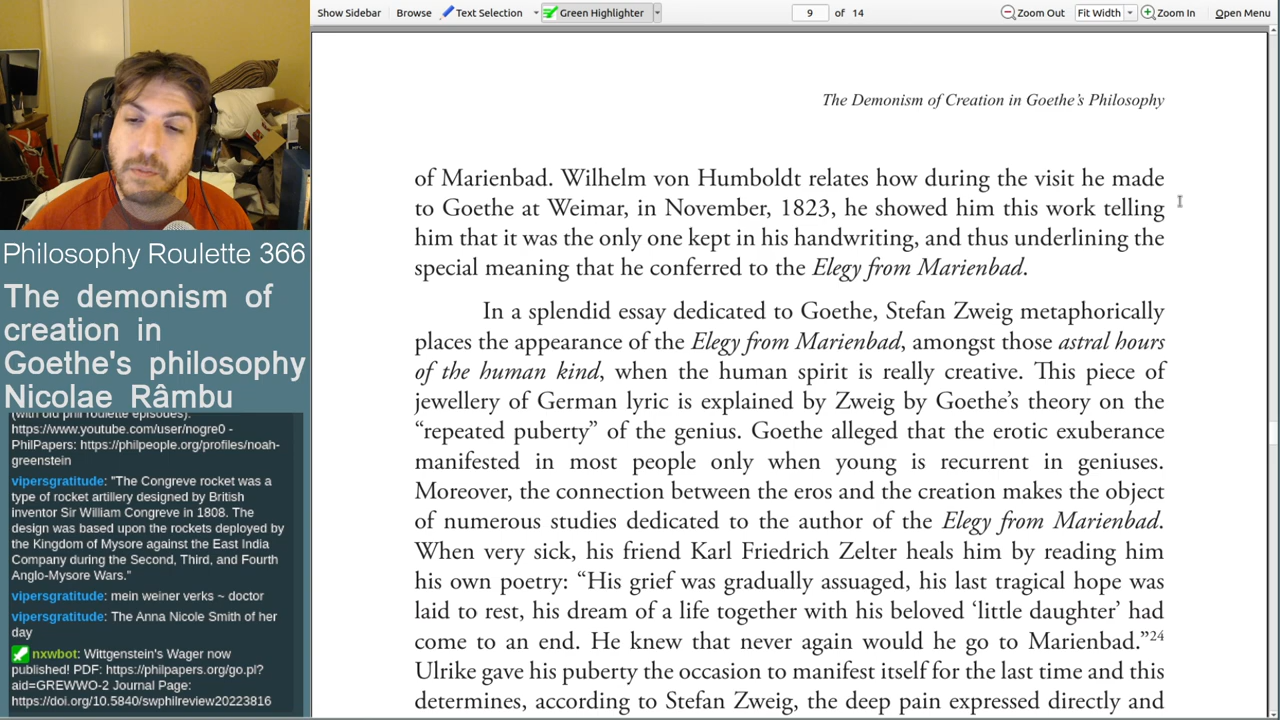 Show Sidebar
Browse
Text Selection
Green Highlighter
9 of 14
Zoom Out
Fit Width
Zoom In
Open Menu
The Demonism of Creation in Goethe's Philosophy
of Marienbad. Wilhelm von Humboldt relates how during the visit he made
to Goethe at Weimar, in November, 1823, he showed him this work telling
him that it was the only one kept in his handwriting, and thus underlining the
special meaning that he conferred to the Elegy from Marienbad.
In a splendid essay dedicated to Goethe, Stefan Zweig metaphorically
places the appearance of the Elegy from Marienbad, amongst those astral hours
of the human kind, when the human spirit is really creative. This piece of
jewellery of German lyric is explained by Zweig by Goethe's theory on the
“repeated puberty” of the genius. Goethe alleged that the erotic exuberance
manifested in most people only when young is recurrent in geniuses.
Moreover, the connection between the eros and the creation makes the object
of numerous studies dedicated to the author of the Elegy from Marienbad.
When very sick, his friend Karl Friedrich Zelter heals him by reading him
his own poetry: “His grief was gradually assuaged, his last tragical hope was
laid to rest, his dream of a life together with his beloved ‘little daughter’ had
come to an end. He knew that never again would he go to Marienbad.”24
Ulrike gave his puberty the occasion to manifest itself for the last time and this
determines, according to Stefan Zweig, the deep pain expressed directly and
Philosophy Roulette 366
The demonism of
creation in
Goethe's philosophy
Nicolae Râmbu
(with old phil roulette episodes):
https://www.youtube.com/user/nogre0 -
PhilPapers: https://philpeople.org/profiles/noah-
greenstein
vipersgratitude: "The Congreve rocket was a
type of rocket artillery designed by British
inventor Sir William Congreve in 1808. The
design was based upon the rockets deployed by
the Kingdom of Mysore against the East India
Company during the Second, Third, and Fourth
Anglo-Mysore Wars."
vipersgratitude: mein weiner verks ~ doctor
vipersgratitude: The Anna Nicole Smith of her
day
nxwbot: Wittgenstein's Wager now
published! PDF: https://philpapers.org/go.pl?
aid=GREWWO-2 Journal Page:
https://doi.org/10.5840/swphilreview20223816